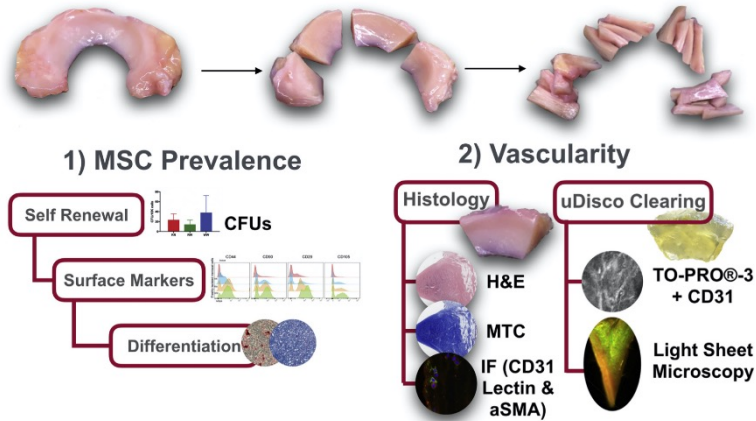 1) MSC Prevalence
2) Vascularity
Self Renewal
CFUs
Surface Markers
CD44
CD90
CD105
Differentiation
Histology
H&E
MTC
IF (CD31
Lectin &
aSMA)
uDisco Clearing
TO-PRO®-3
+ CD31
Light Sheet
Microscopy